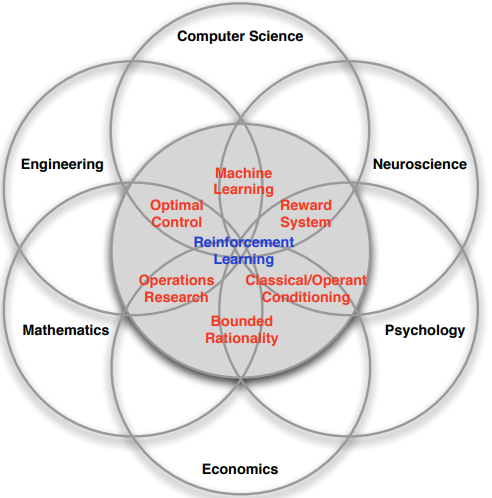 Computer Science
Engineering
Neuroscience
Machine
Learning
Optimal
Control
Reward
System
Reinforcement
Learning
Operations
Research
Classical/Operant
Conditioning
Bounded
Rationality
Mathematics
Psychology
Economics